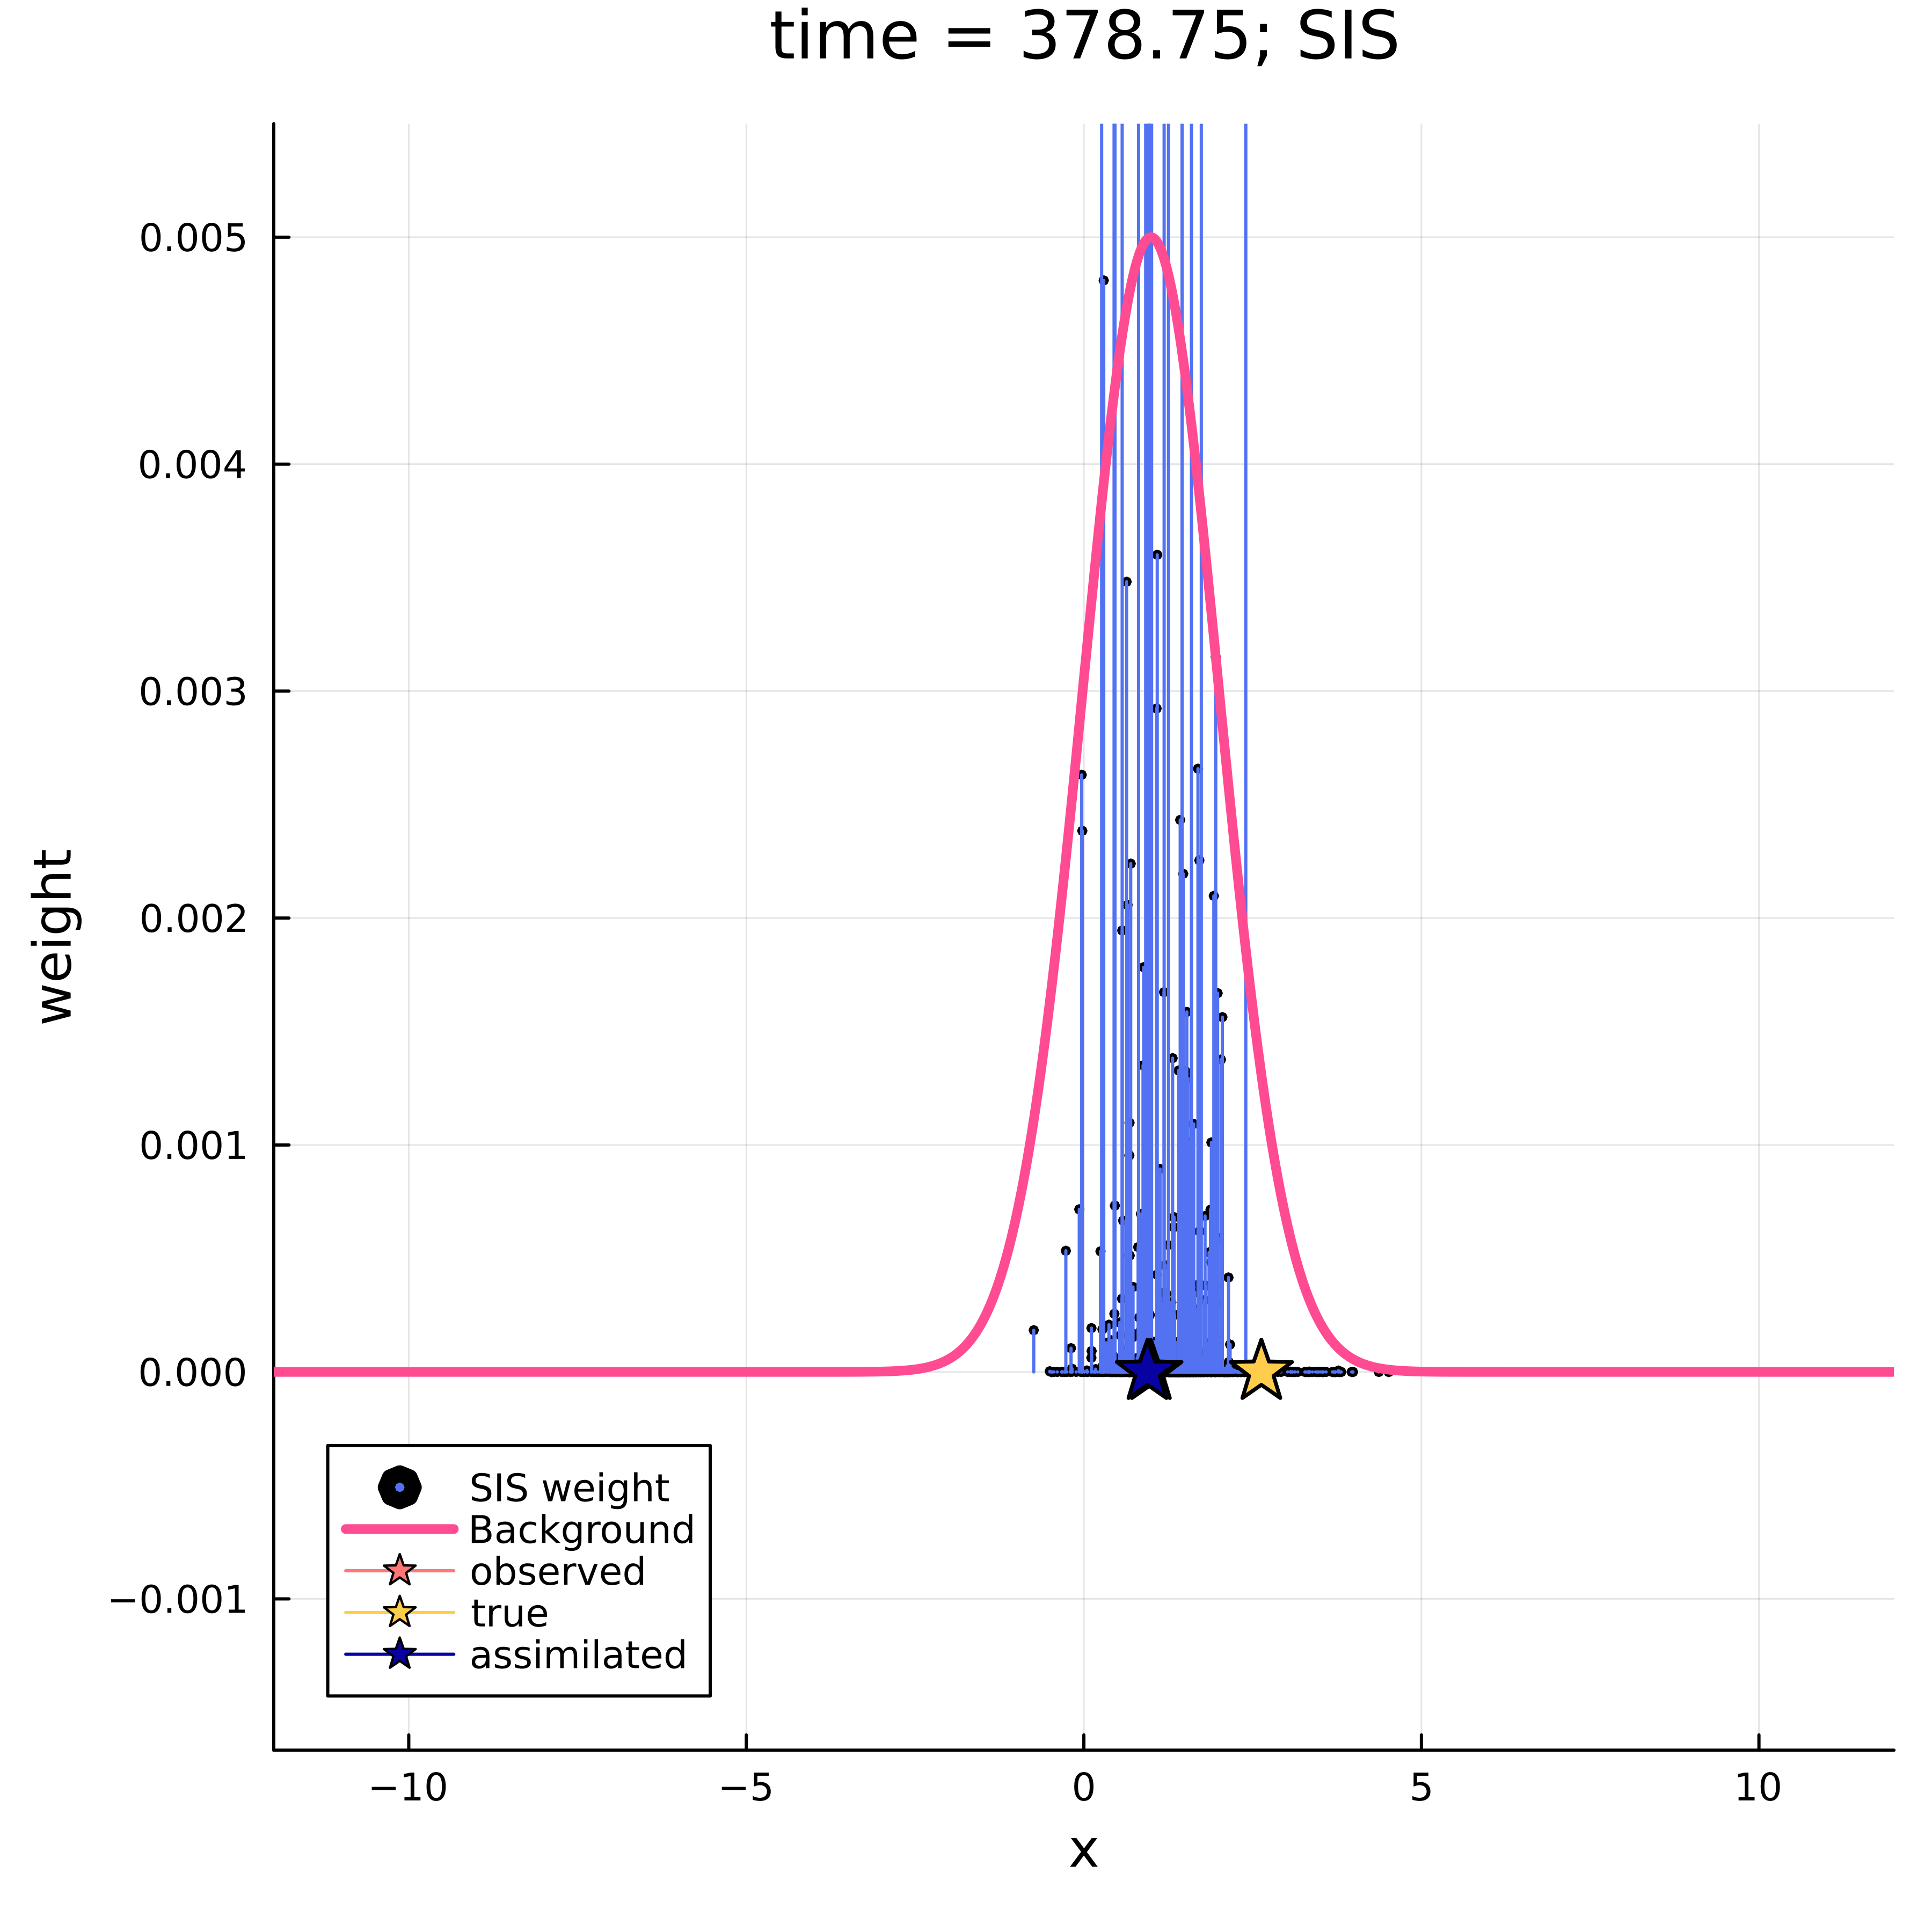 time = 378.75; SIS
weight
0.005
0.004
0.003
0.002
0.001
0.000
−0.001
SIS weight
Background
observed
true
assimilated
−10
−5
0
5
10
x